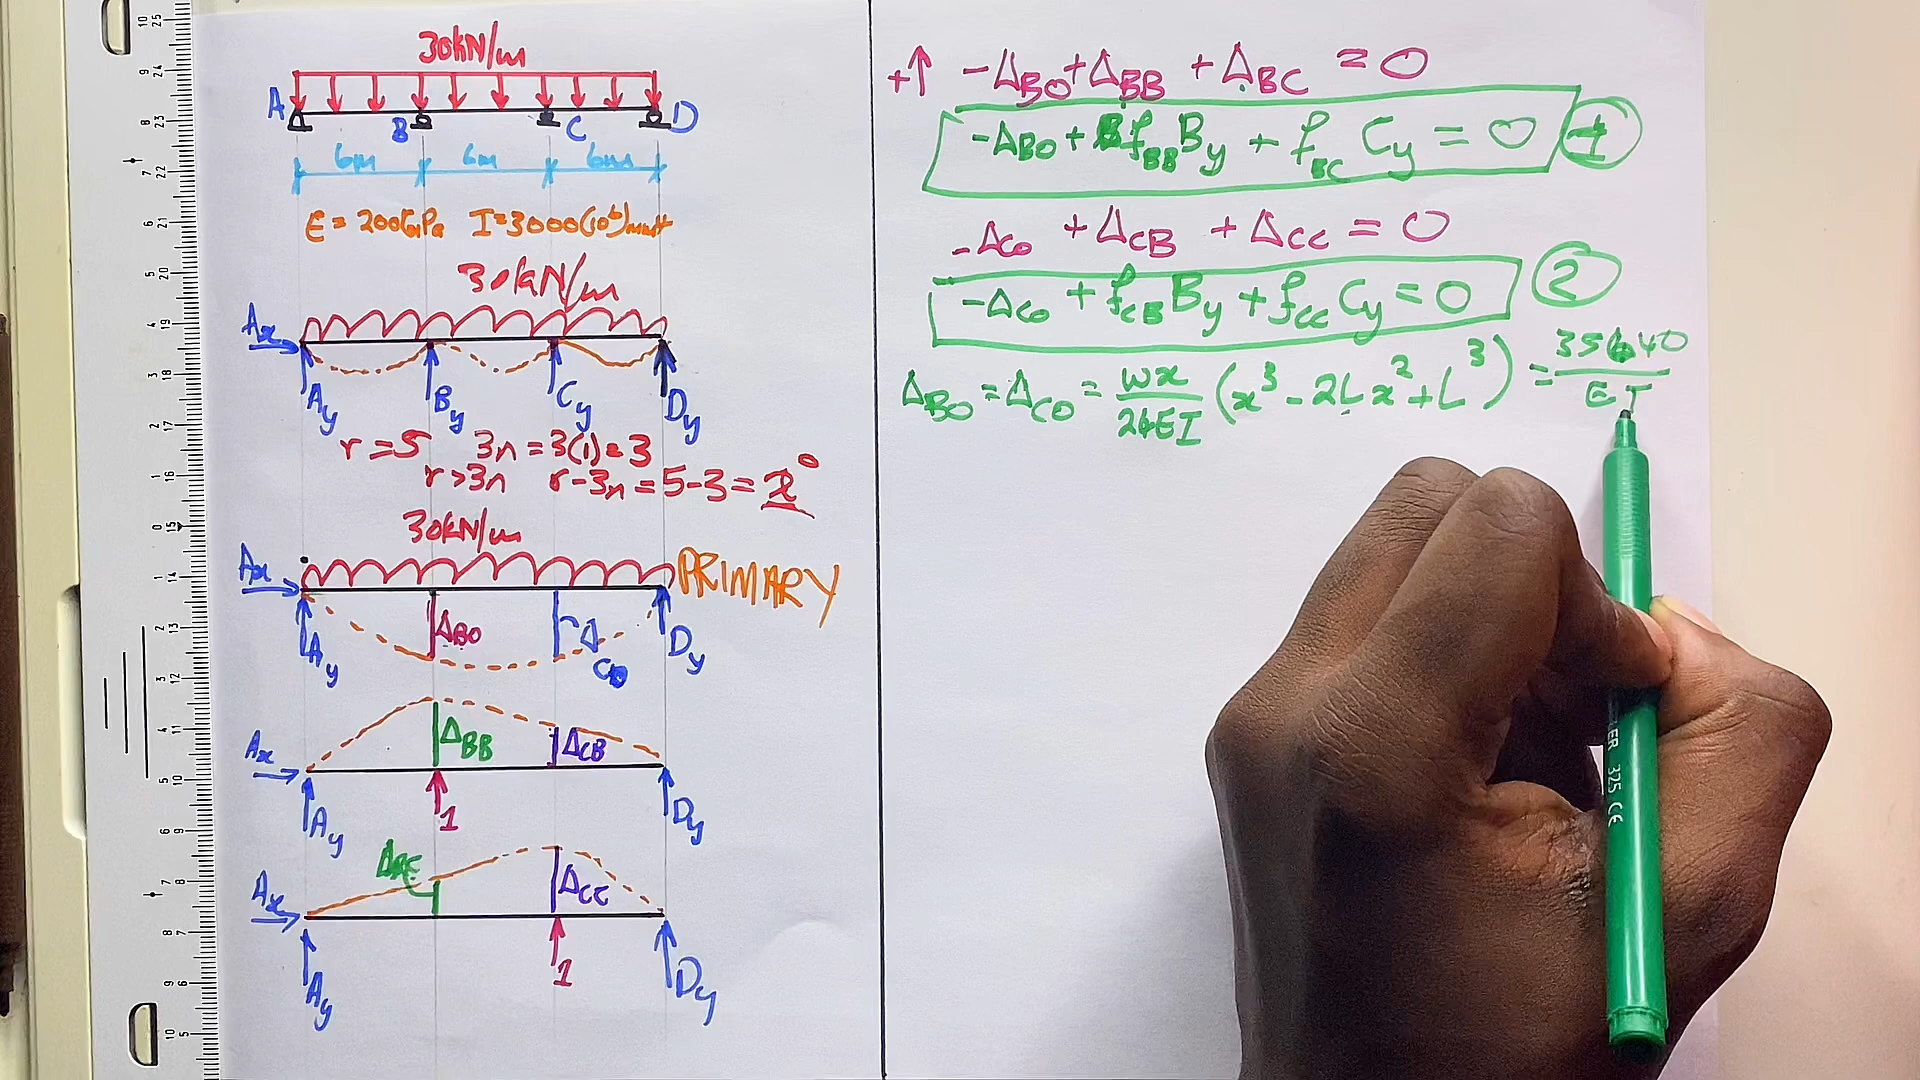 30kN/m
A B C D
6m 6m 6m
E = 200GPa I=3000(10⁶)mm⁴
30kN/m
Ax
Ay By Cy Dy
r = 5 3n = 3(1) = 3
r>3n r-3n = 5-3 = 2°
30kN/m
Ax PRIMARY
ΔBO ΔCO
Ay Dy
Ax ΔBB ΔCB
Ay 1 Dy
Ax ΔBC ΔCC
Ay 1 Dy
+↑ -ΔBO + ΔBB + ΔBC = 0
-ΔBO + fBB By + fBC Cy = 0 1
-ΔCO + ΔCB + ΔCC = 0
-ΔCO + fCB By + fCC Cy = 0 2
ΔBO = ΔCO = wx/24EI (x³ - 2Lx² + L³) = 35640/EI
325 CE